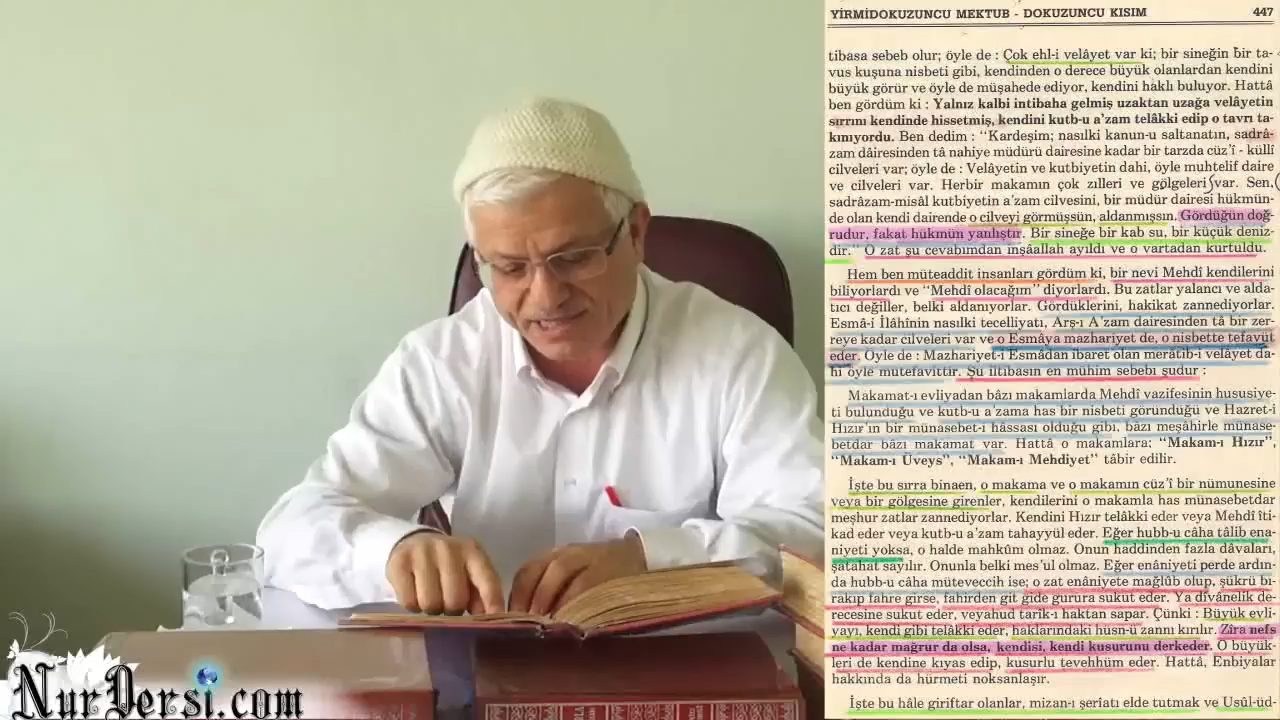 YİRMİDOKUZUNCU MEKTUB - DOKUZUNCU KISIM 447
tibasa sebeb olur; öyle de : Çok ehl-i velâyet var ki; bir sineğin bir ta-
vus kuşuna nisbeti gibi, kendinden o derece büyük olanlardan kendini
büyük görür ve öyle de müşahede ediyor, kendini haklı buluyor. Hattâ
ben gördüm ki : Yalnız kalbi intibaha gelmiş uzaktan uzağa velâyetin
sırrını kendinde hissetmiş, kendini kutb-u a'zam telâkki edip o tavrı ta-
kınıyordu. Ben dedim : "Kardeşim; nasılki kanun-u saltanatın, sadrâ-
zam dâiresinden tâ nahiye müdürü dairesine kadar bir tarzda cüz'î - küllî
cilveleri var; öyle de : Velâyetin ve kutbiyetin dahi, öyle muhtelif daire
ve cilveleri var. Herbir makamın çok zılleri ve gölgeleri var. Sen,
sadrâzam-misâl kutbiyetin a'zam cilvesini, bir müdür dairesi hükmün-
de olan kendi dairende o cilveyi görmüşsün, aldanmışsın. Gördüğün doğ-
rudur, fakat hükmün yanlıştır. Bir sineğe bir kab su, bir küçük deniz-
dir." O zat şu cevabımdan inşâallah ayıldı ve o vartadan kurtuldu.
Hem ben müteaddit insanları gördüm ki, bir nevi Mehdî kendilerini
biliyorlardı ve "Mehdî olacağım" diyorlardı. Bu zatlar yalancı ve alda-
tıcı değiller, belki aldanıyorlar. Gördüklerini, hakikat zannediyorlar.
Esmâ-i İlâhînin nasılki tecelliyatı, Arş-ı A'zam dairesinden tâ bir zer-
reye kadar cilveleri var ve o Esmâya mazhariyet de, o nisbette tefavüt
eder. Öyle de : Mazhariyet-i Esmâdan ibaret olan merâtib-i velâyet da-
hi öyle mütefavittir. Şu iltibasın en mühim sebebi şudur :
Makamat-ı evliyadan bâzı makamlarda Mehdî vazifesinin hususiye-
ti bulunduğu ve kutb-u a'zama has bir nisbeti göründüğü ve Hazret-i
Hızır'ın bir münasebet-i hâssası olduğu gibi, bâzı meşâhirle münase-
betdar bâzı makamat var. Hattâ o makamlara; "Makam-ı Hızır",
"Makam-ı Üveys", "Makam-ı Mehdiyet" tâbir edilir.
İşte bu sırra binaen, o makama ve o makamın cüz'î bir nümunesine
veya bir gölgesine girenler, kendilerini o makamla has münasebetdar
meşhur zatlar zannediyorlar. Kendini Hızır telâkki eder veya Mehdî îti-
kad eder veya kutb-u a'zam tahayyül eder. Eğer hubb-u câha tâlib ena-
niyeti yoksa, o halde mahkûm olmaz. Onun haddinden fazla dâvaları,
şatahat sayılır. Onunla belki mes'ul olmaz. Eğer enâniyeti perde ardın-
da hubb-u câha müteveccih ise; o zat enâniyete mağlûb olup, şükrü bı-
rakıp fahre girse, fahirden git gide gurura sukut eder. Ya dîvânelik de-
recesine sukut eder, veyahud tarîk-ı haktan sapar. Çünki : Büyük evli-
yayı, kendi gibi telâkki eder, haklarındaki hüsn-ü zannı kırılır. Zîra nefs
ne kadar mağrur da olsa, kendisi, kendi kusurunu derkeder. O büyük-
leri de kendine kıyas edip, kusurlu tevehhüm eder. Hattâ, Enbiyalar
hakkında da hürmeti noksanlaşır.
İşte bu hâle giriftar olanlar, mizan-ı şerîatı elde tutmak ve Usûl-üd-
NurDersi.com